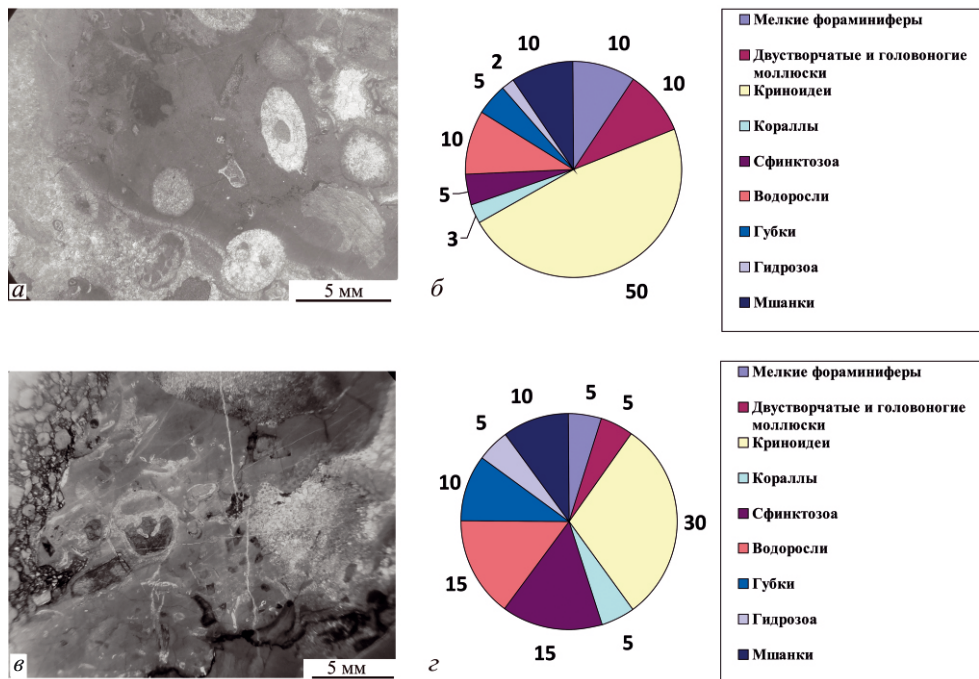 а
5 мм
б
10
10
50
3
5
10
5
2
10
Мелкие фораминиферы
Двустворчатые и головоногие
моллюски
Криноидеи
Кораллы
Сфинктозоа
Водоросли
Губки
Гидрозоа
Мшанки
в
5 мм
г
5
5
30
5
15
15
10
5
10
Мелкие фораминиферы
Двустворчатые и головоногие
моллюски
Криноидеи
Кораллы
Сфинктозоа
Водоросли
Губки
Гидрозоа
Мшанки